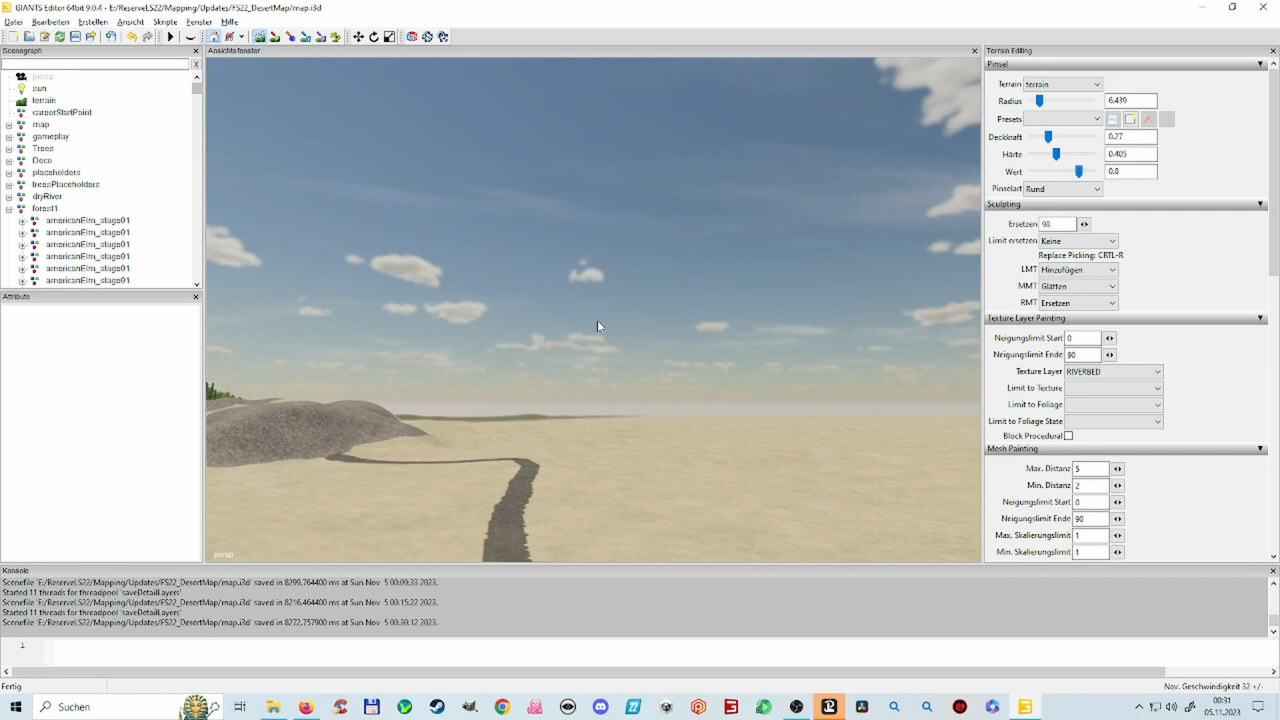 GIANTS Editor 64bit 9.0.4 - E:/ReserveLS22/Mapping/Updates/FS22_DesertMap/map.i3d
Datei Bearbeiten Erstellen Ansicht Skripte Fenster Hilfe
Scenegraph
Ansichtsfenster
Terrain Editing
Pinsel
persp
sun
terrain
careerStartPoint
map
gameplay
Trees
Deco
placeholders
treesPlaceholders
dryRiver
forest1
americanElm_stage01
americanElm_stage01
americanElm_stage01
americanElm_stage01
americanElm_stage01
americanElm_stage01
Attribute
persp
Terrain terrain
Radius 6.439
Presets
Deckkraft 0.27
Härte 0.405
Wert 0.8
Pinselart Rund
Sculpting
Ersetzen 98
Limit ersetzen Keine
Replace Picking: CRTL-R
LMT Hinzufügen
MMT Glätten
RMT Ersetzen
Texture Layer Painting
Neigungslimit Start 0
Neigungslimit Ende 90
Texture Layer RIVERBED
Limit to Texture
Limit to Foliage
Limit to Foliage State
Block Procedural
Mesh Painting
Max. Distanz 5
Min. Distanz 2
Neigungslimit Start 0
Neigungslimit Ende 90
Max. Skalierungslimit 1
Min. Skalierungslimit 1
Konsole
Scenefile 'E:/ReserveLS22/Mapping/Updates/FS22_DesertMap/map.i3d' saved in 8299.764400 ms at Sun Nov 5 00:09:33 2023.
Started 11 threads for threadpool 'saveDetailLayers'
Scenefile 'E:/ReserveLS22/Mapping/Updates/FS22_DesertMap/map.i3d' saved in 8216.464400 ms at Sun Nov 5 00:15:22 2023.
Started 11 threads for threadpool 'saveDetailLayers'
Scenefile 'E:/ReserveLS22/Mapping/Updates/FS22_DesertMap/map.i3d' saved in 8272.757900 ms at Sun Nov 5 00:30:12 2023.
1
Fertig
Nav. Geschwindigkeit 32 +/-
Suchen
00:31
05.11.2023